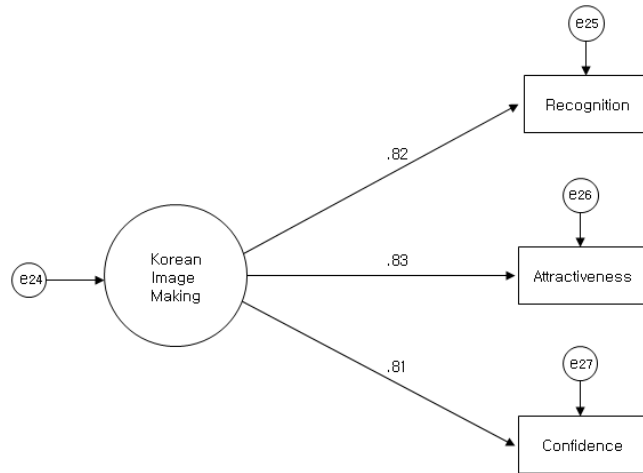 e25
Recognition
.82
e26
Korean
Image
Making
.83
Attractiveness
e24
e27
.81
Confidence